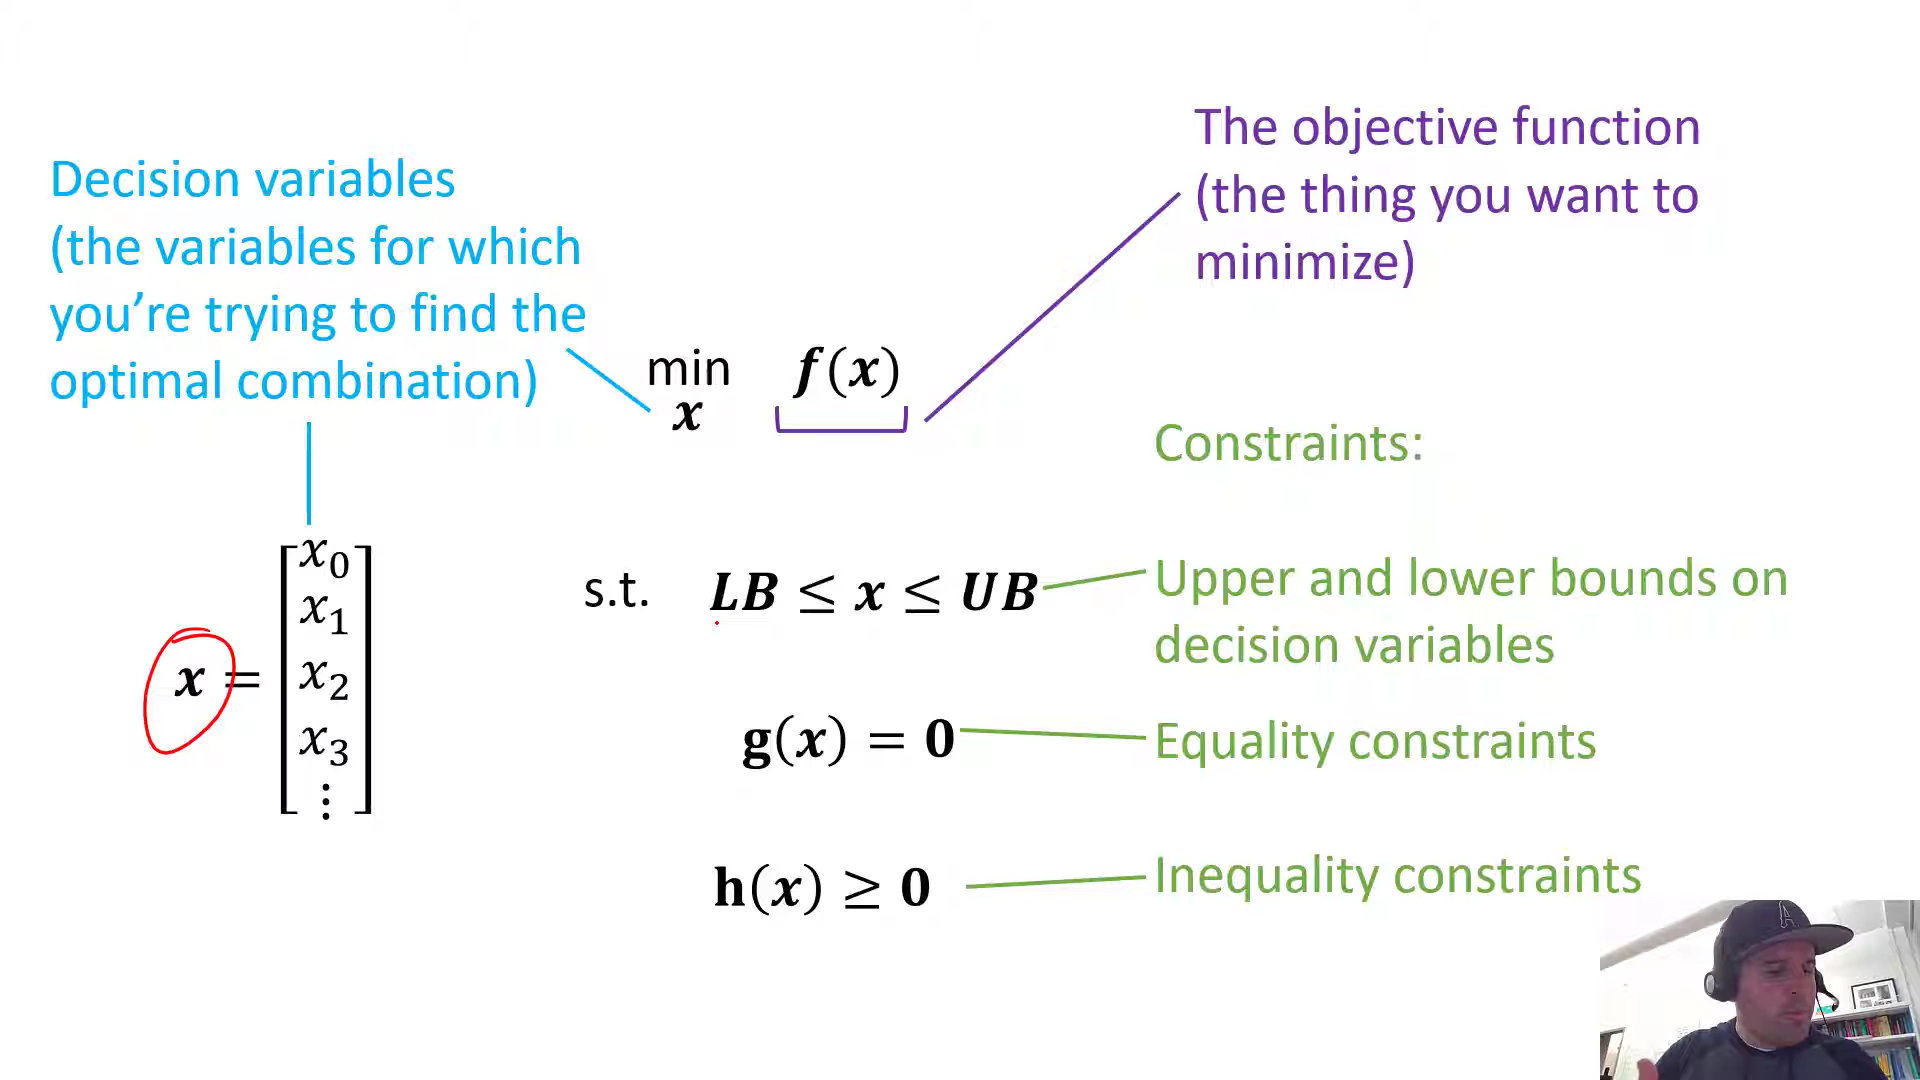 The objective function
(the thing you want to
minimize)
Decision variables
(the variables for which
you’re trying to find the
optimal combination)
min f(x)
x
Constraints:
x = [x₀ x₁ x₂ x₃ ⋮]
s.t. LB ≤ x ≤ UB
Upper and lower bounds on
decision variables
g(x) = 0
Equality constraints
h(x) ≥ 0
Inequality constraints
A